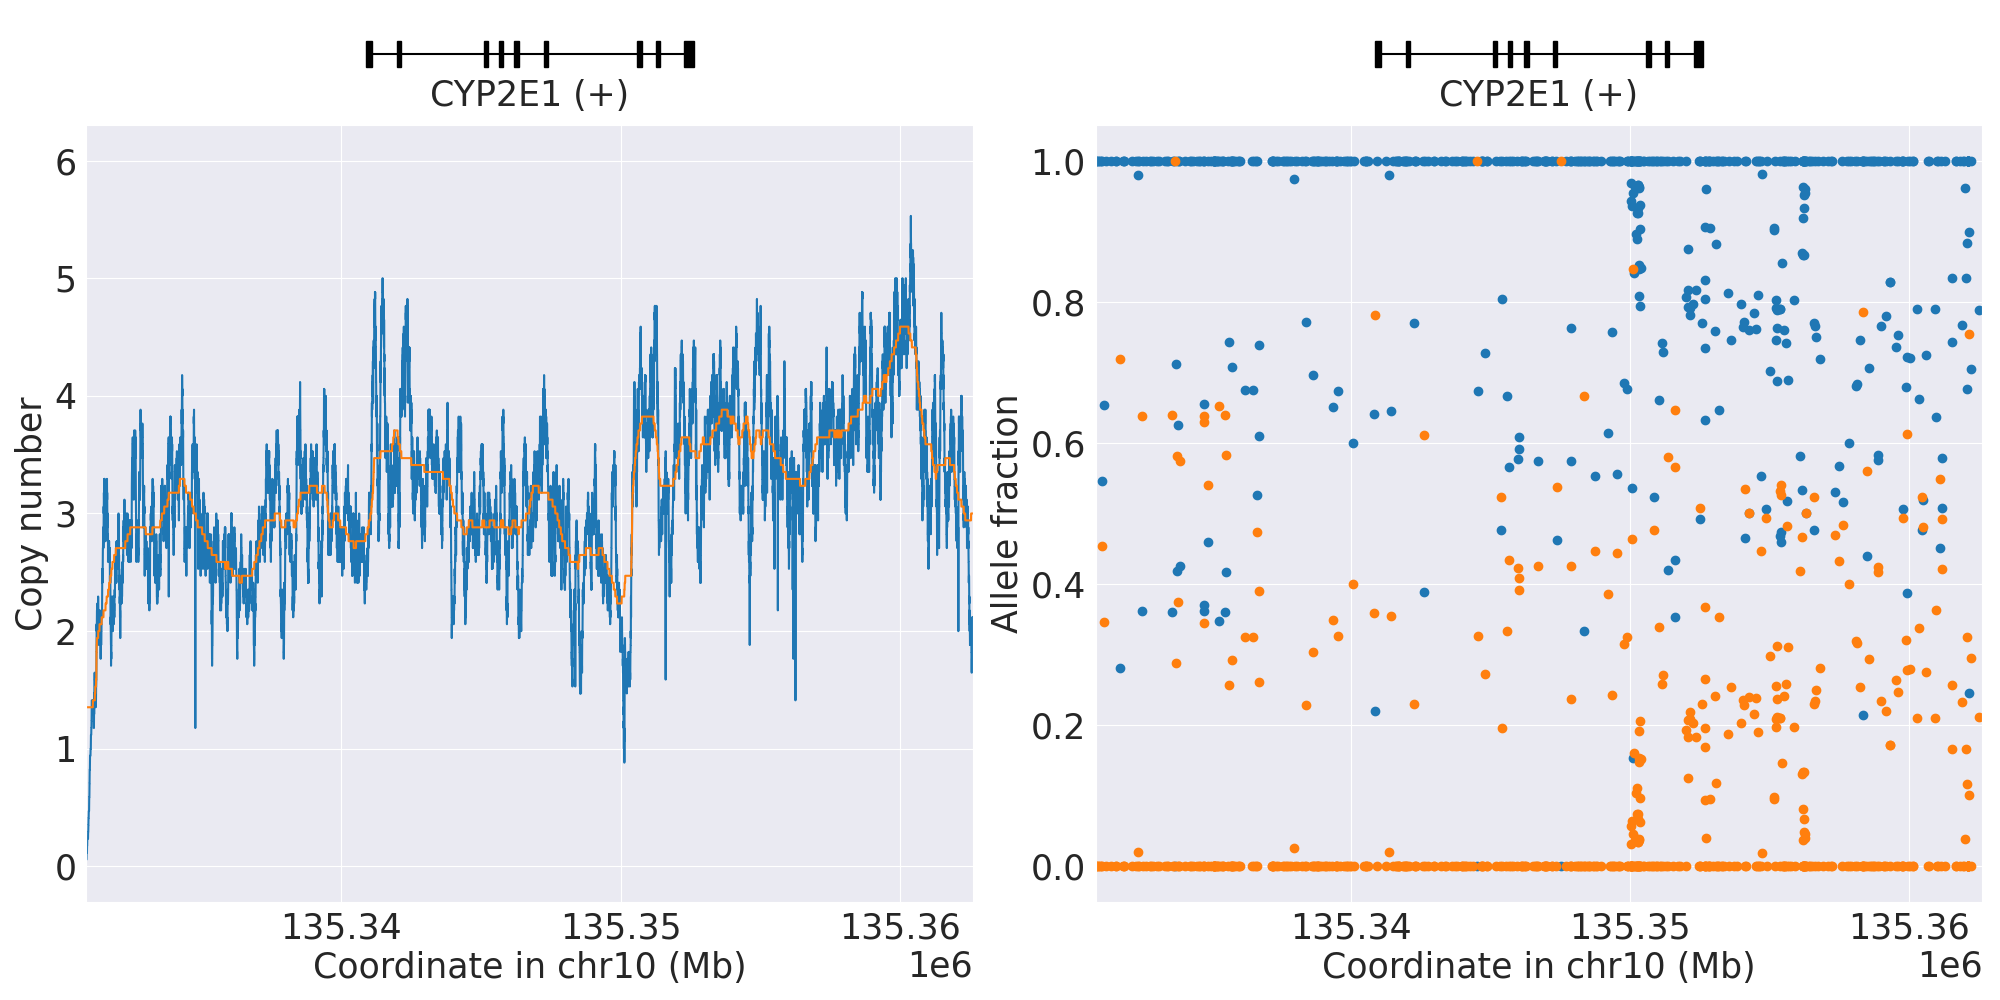 CYP2E1 (+)
6
5
4
3
2
1
0
Copy number
135.34 135.35 135.36
Coordinate in chr10 (Mb)
1e6
CYP2E1 (+)
1.0
0.8
0.6
0.4
0.2
0.0
Allele fraction
135.34 135.35 135.36
Coordinate in chr10 (Mb)
1e6